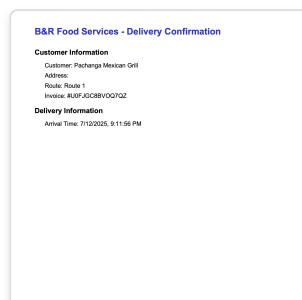 B&R Food Services - Delivery Confirmation
Customer Information
Customer: Pachanga Mexican Grill
Address:
Route: Route 1
Invoice: #U0FJGC8BVOQ7QZ
Delivery Information
Arrival Time: 7/12/2025, 9:11:56 PM